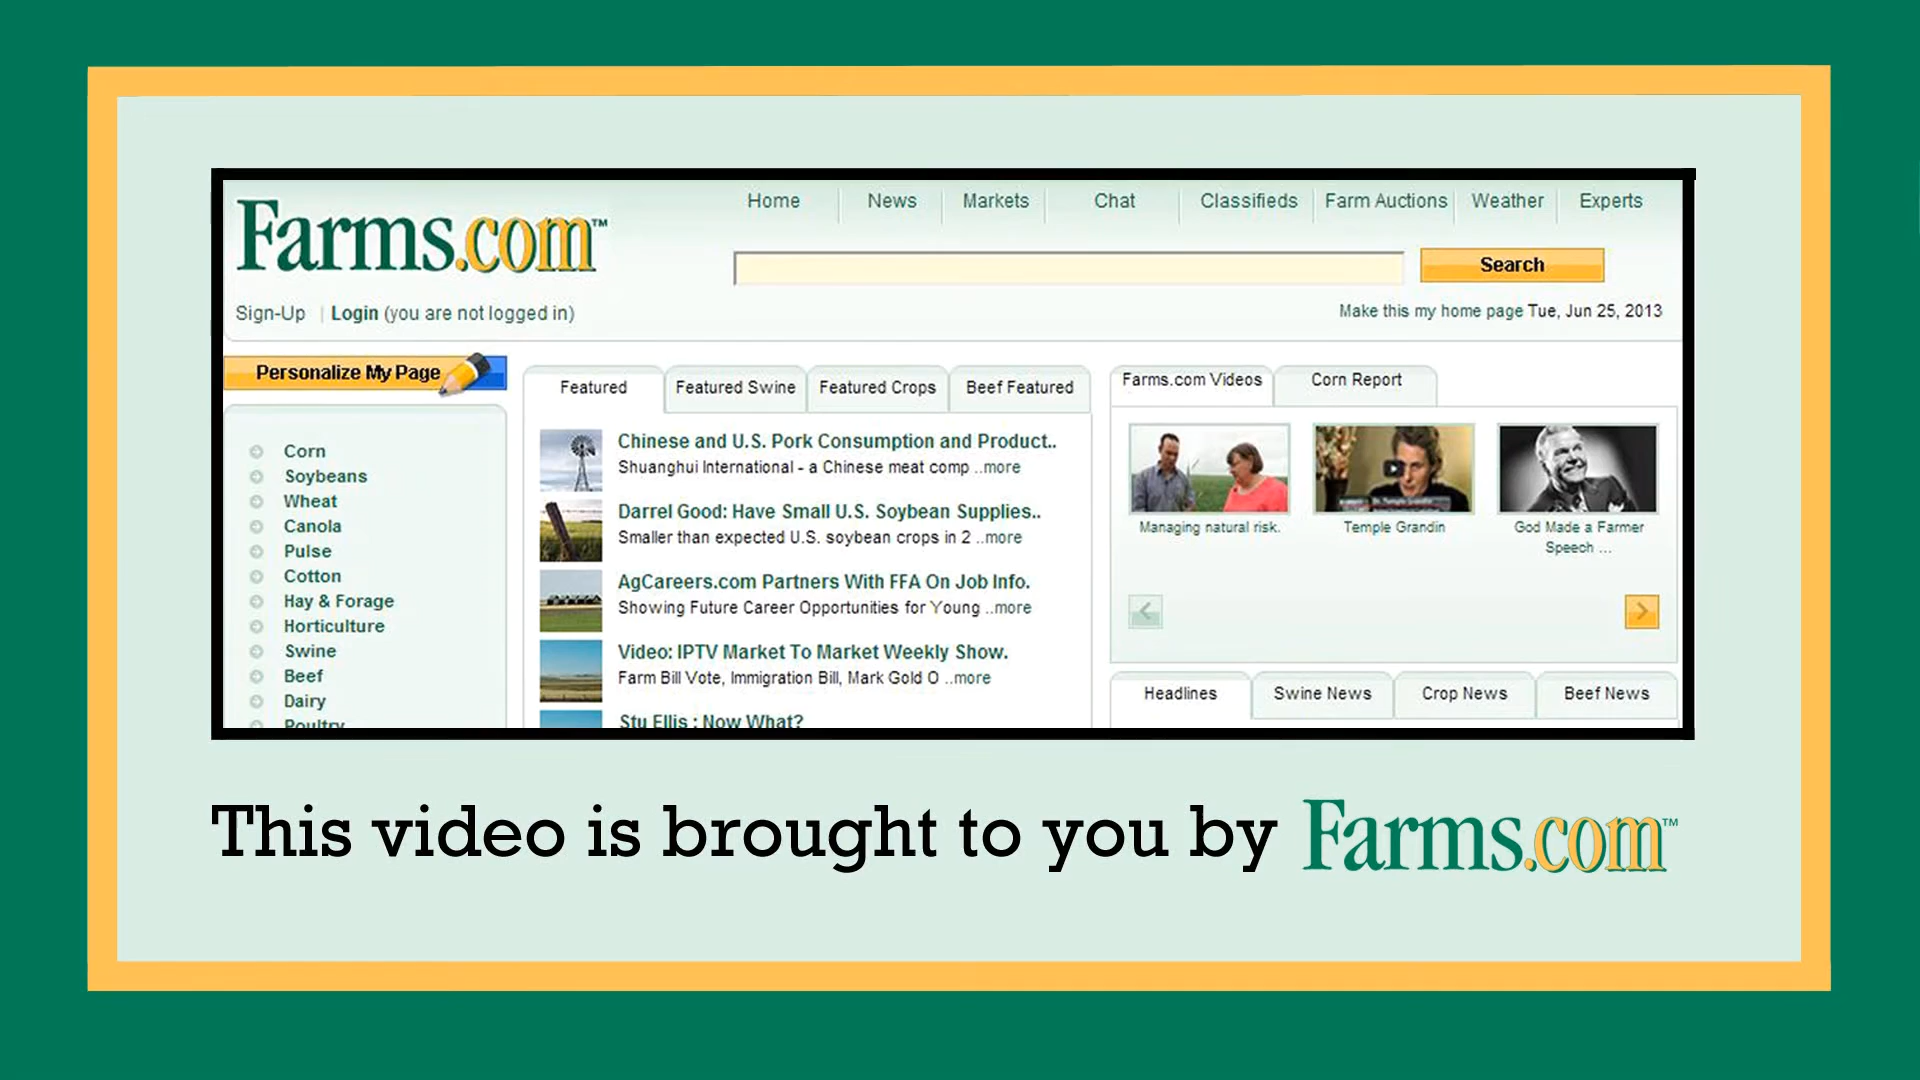 Farms.com™
Home News Markets Chat Classifieds Farm Auctions Weather Experts
Search
Sign-Up | Login (you are not logged in)
Make this my home page Tue, Jun 25, 2013
Personalize My Page
Corn
Soybeans
Wheat
Canola
Pulse
Cotton
Hay & Forage
Horticulture
Swine
Beef
Dairy
Poultry
Featured Featured Swine Featured Crops Beef Featured
Chinese and U.S. Pork Consumption and Product..
Shuanghui International - a Chinese meat comp ..more
Darrel Good: Have Small U.S. Soybean Supplies..
Smaller than expected U.S. soybean crops in 2 ..more
AgCareers.com Partners With FFA On Job Info.
Showing Future Career Opportunities for Young ..more
Video: IPTV Market To Market Weekly Show.
Farm Bill Vote, Immigration Bill, Mark Gold O ..more
Stu Ellis : Now What?
Farms.com Videos Corn Report
Managing natural risk.
Temple Grandin
God Made a Farmer
Speech ...
Headlines Swine News Crop News Beef News
This video is brought to you by Farms.com™